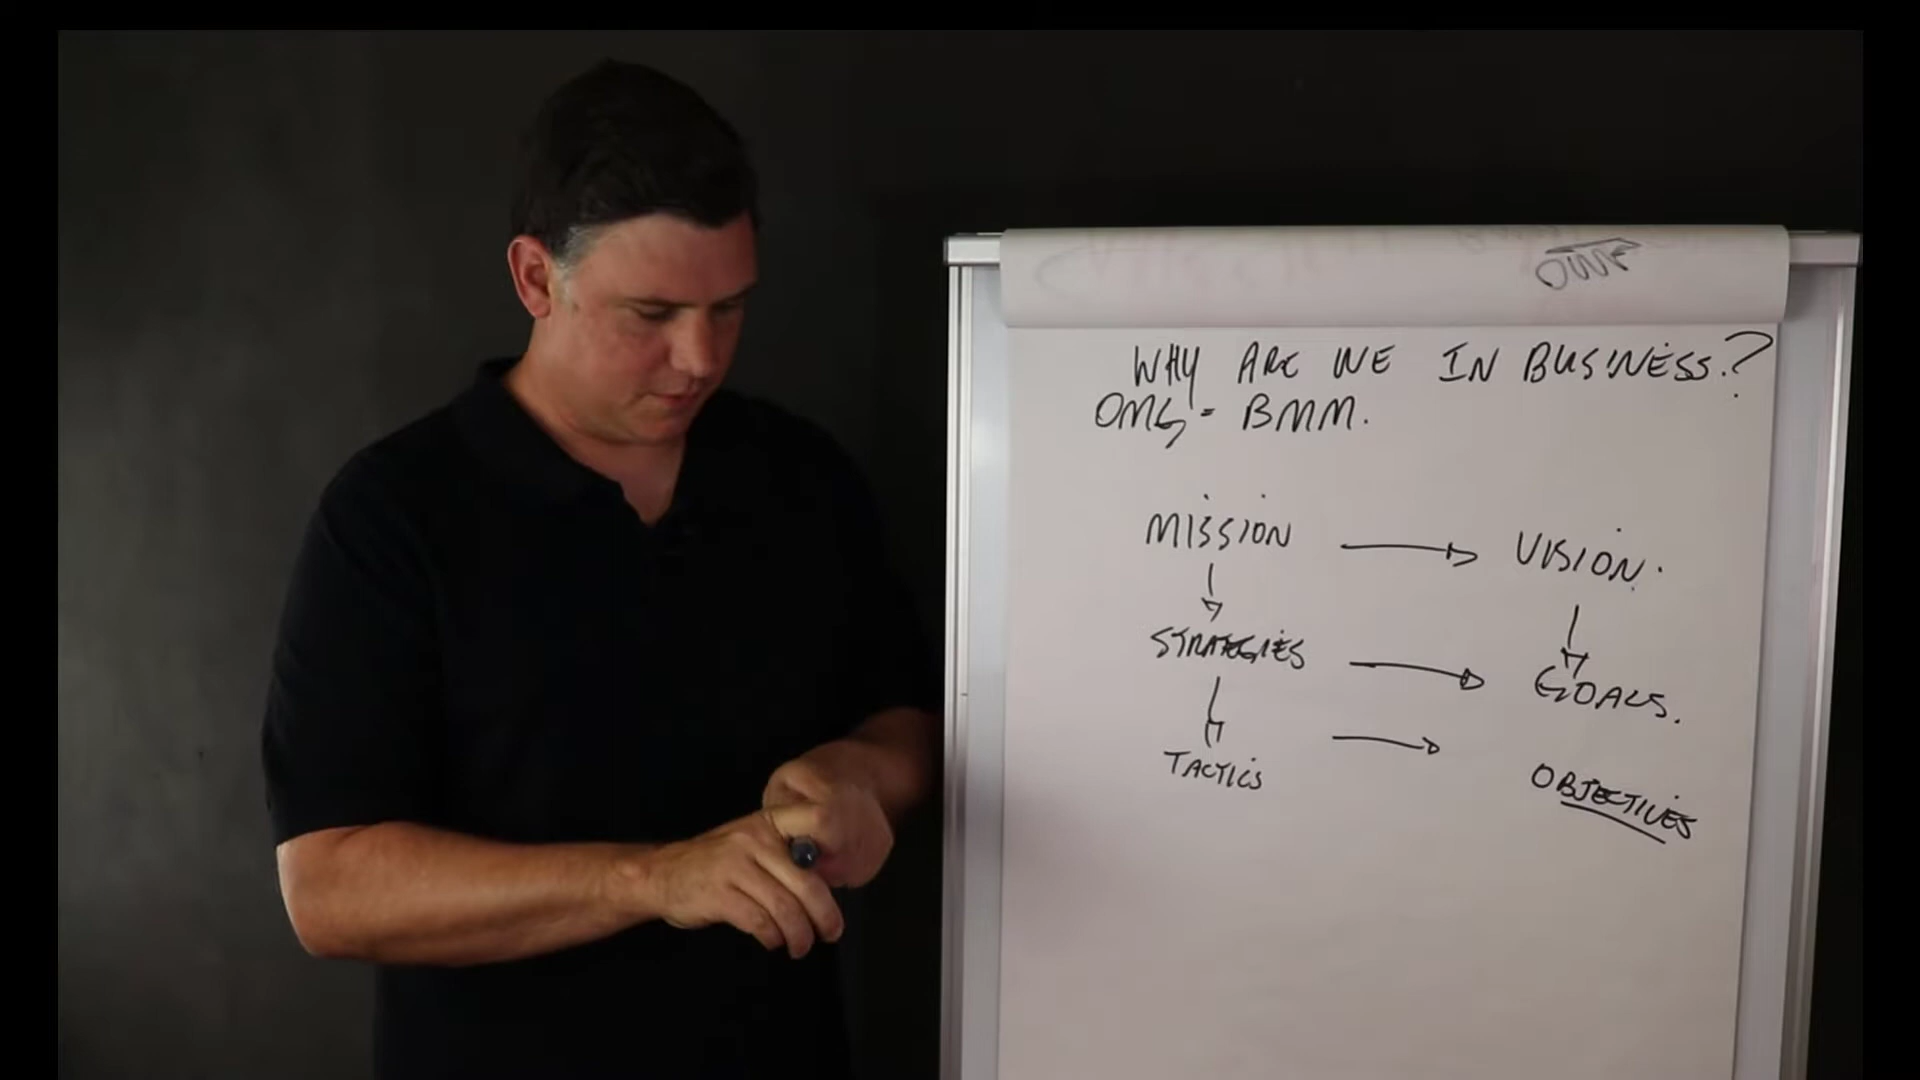 WHY ARE WE IN BUSINESS.?
OMG = BMM.
MISSION → VISION.
STRATEGIES → GOALS.
TACTICS → OBJECTIVES